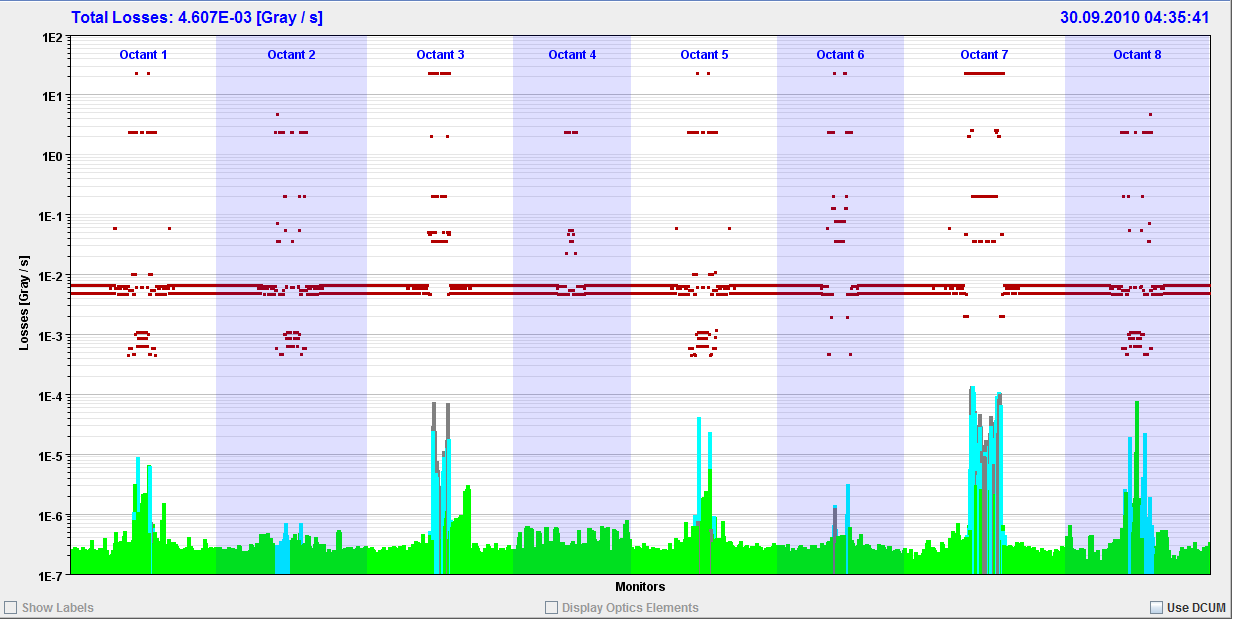 Total Losses: 4.607E-03 [Gray / s] 30.09.2010 04:35:41
1E2
Octant 1 Octant 2 Octant 3 Octant 4 Octant 5 Octant 6 Octant 7 Octant 8
1E1
1E0
1E-1
1E-2
1E-3
1E-4
1E-5
1E-6
1E-7
Losses [Gray / s]
Monitors
Show Labels Display Optics Elements Use DCUM